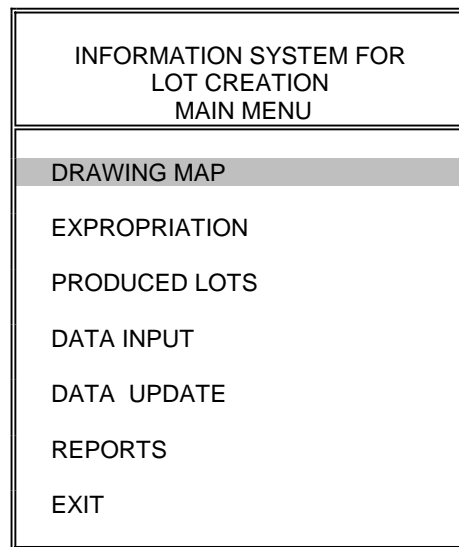 INFORMATION SYSTEM FOR
LOT CREATION
MAIN MENU
DRAWING MAP
EXPROPRIATION
PRODUCED LOTS
DATA INPUT
DATA  UPDATE
REPORTS
EXIT